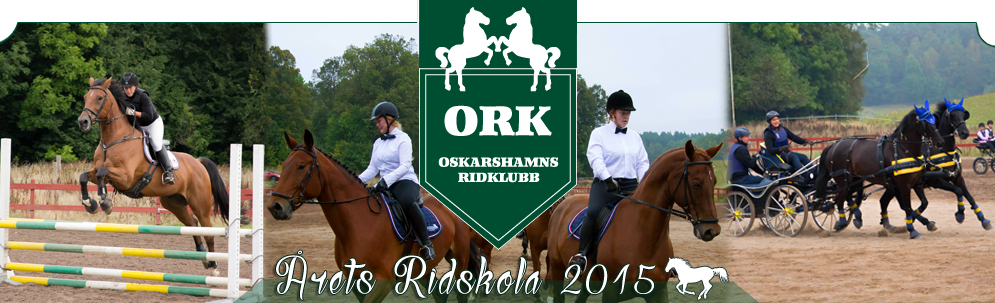 ORK
OSKARSHAMNS
RIDKLUBB
Årets Ridskola 2015